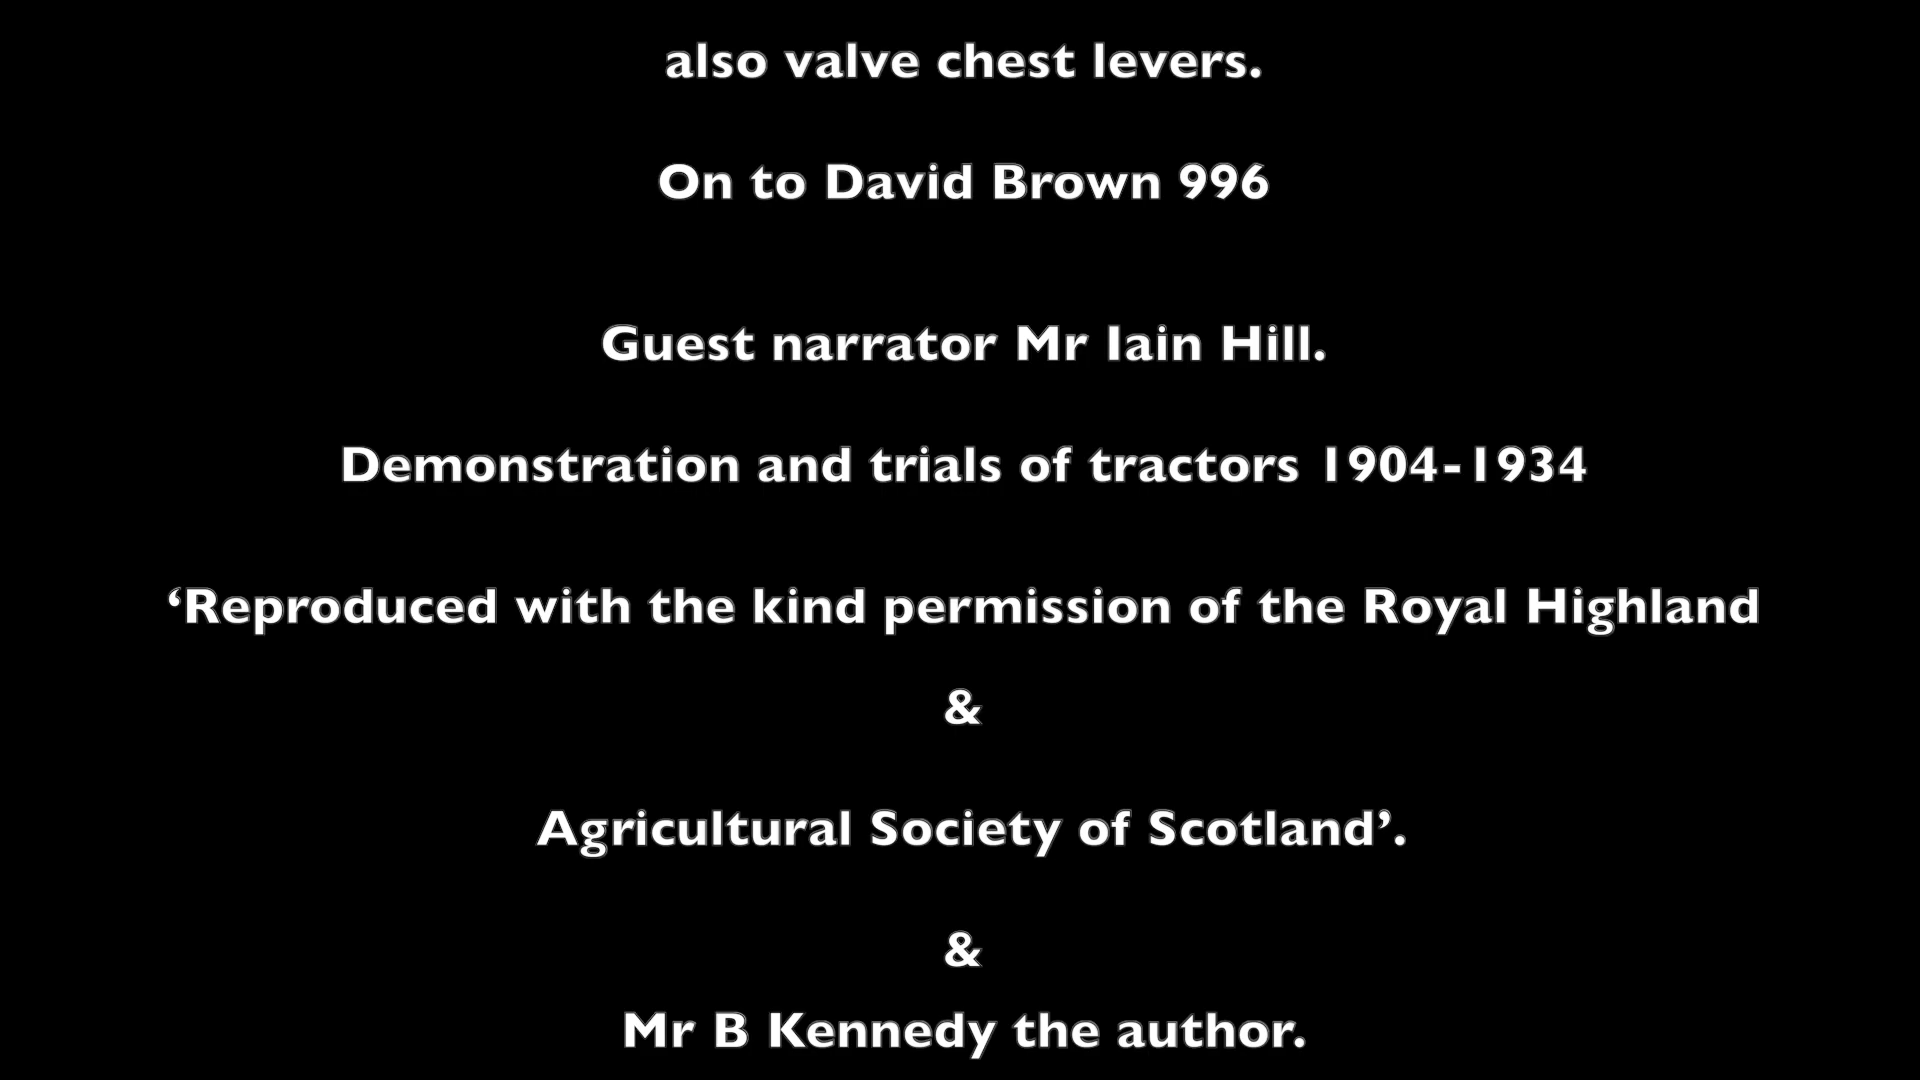 also valve chest levers.
On to David Brown 996
Guest narrator Mr Iain Hill.
Demonstration and trials of tractors 1904-1934
‘Reproduced with the kind permission of the Royal Highland
&
Agricultural Society of Scotland’.
&
Mr B Kennedy the author.